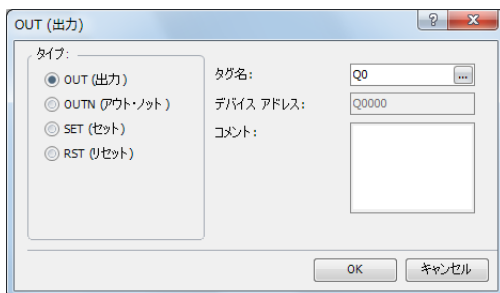 OUT (出力)
タイプ:
OUT (出力)
OUTN (アウト・ノット)
SET (セット)
RST (リセット)
タグ名:
Q0
...
デバイス アドレス:
Q0000
コメント:
OK
キャンセル